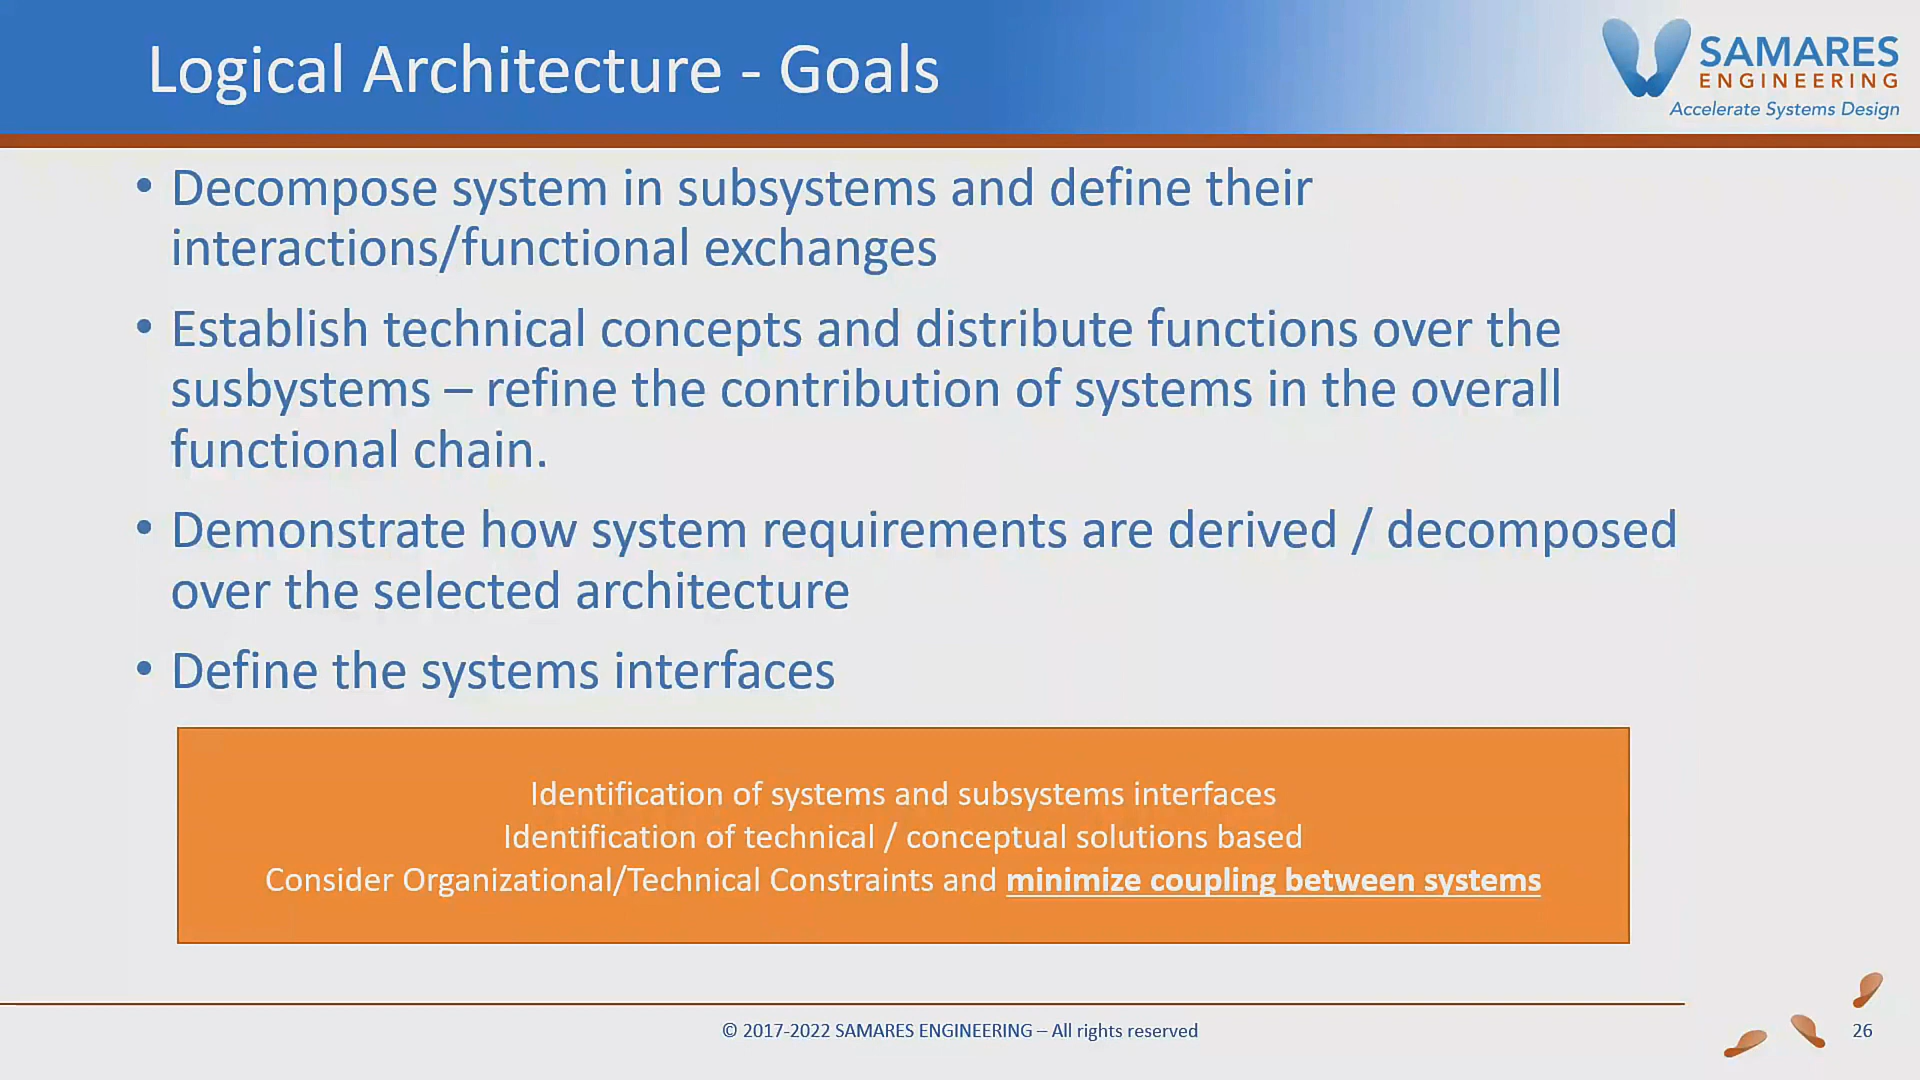 Logical Architecture - Goals
SAMARES
ENGINEERING
Accelerate Systems Design
• Decompose system in subsystems and define their
interactions/functional exchanges
• Establish technical concepts and distribute functions over the
susbystems – refine the contribution of systems in the overall
functional chain.
• Demonstrate how system requirements are derived / decomposed
over the selected architecture
• Define the systems interfaces
Identification of systems and subsystems interfaces
Identification of technical / conceptual solutions based
Consider Organizational/Technical Constraints and minimize coupling between systems
© 2017-2022 SAMARES ENGINEERING – All rights reserved
26